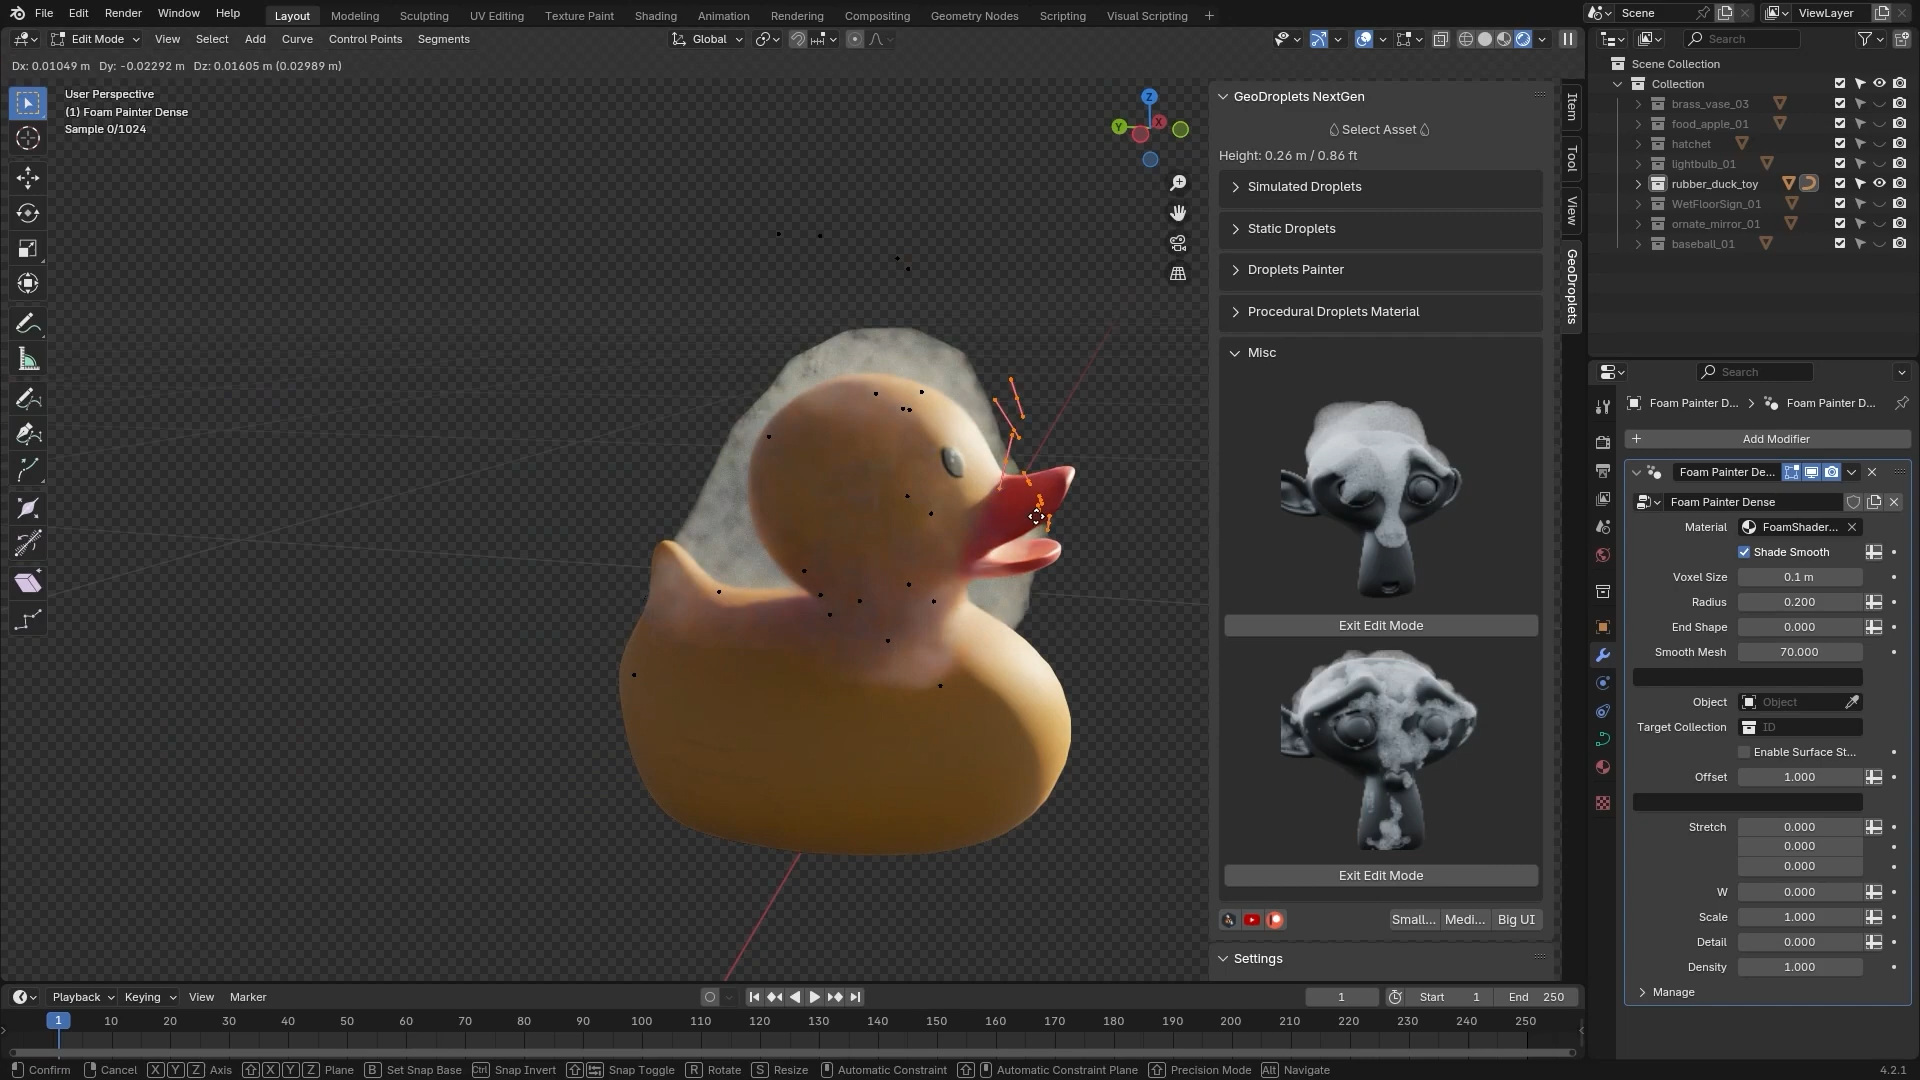 File Edit Render Window Help Layout Modeling Sculpting UV Editing Texture Paint Shading Animation Rendering Compositing Geometry Nodes Scripting Visual Scripting + Scene ViewLayer
Edit Mode View Select Add Curve Control Points Segments Global Search
Dx: 0.01049 m Dy: -0.02292 m Dz: 0.01605 m (0.02989 m)
User Perspective
(1) Foam Painter Dense
Sample 0/1024
Z
Y
X
GeoDroplets NextGen
Select Asset
Height: 0.26 m / 0.86 ft
Simulated Droplets
Static Droplets
Droplets Painter
Procedural Droplets Material
Misc
Exit Edit Mode
Exit Edit Mode
Small... Medi... Big UI
Settings
Item
Tool
View
GeoDroplets
Scene Collection
Collection
brass_vase_03
food_apple_01
hatchet
lightbulb_01
rubber_duck_toy
WetFloorSign_01
ornate_mirror_01
baseball_01
Search
Foam Painter D... Foam Painter D...
Add Modifier
Foam Painter De...
Foam Painter Dense
Material FoamShader...
Shade Smooth
Voxel Size 0.1 m
Radius 0.200
End Shape 0.000
Smooth Mesh 70.000
Object Object
Target Collection ID
Enable Surface St...
Offset 1.000
Stretch 0.000
0.000
0.000
W 0.000
Scale 1.000
Detail 0.000
Density 1.000
Manage
Playback Keying View Marker 1 Start 1 End 250
1 10 20 30 40 50 60 70 80 90 100 110 120 130 140 150 160 170 180 190 200 210 220 230 240 250
Confirm Cancel X Y Z Axis X Y Z Plane B Set Snap Base Ctrl Snap Invert Snap Toggle R Rotate S Resize Automatic Constraint Automatic Constraint Plane Precision Mode Alt Navigate 4.2.1